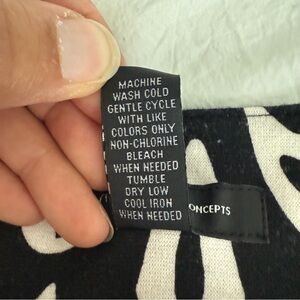 MACHINE
WASH COLD
GENTLE CYCLE
WITH LIKE
COLORS ONLY
NON-CHLORINE
BLEACH
WHEN NEEDED
TUMBLE
DRY LOW
COOL IRON
WHEN NEEDED
ONCEPTS